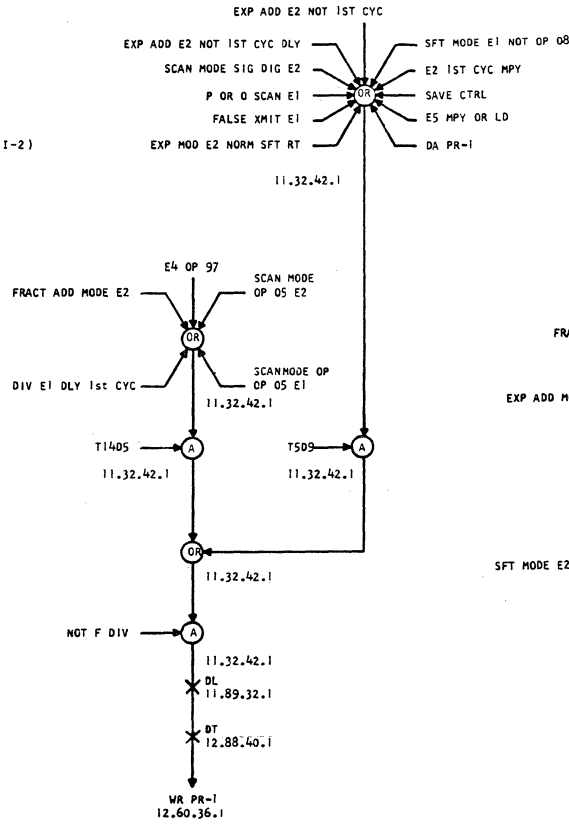 EXP ADD E2 NOT 1ST CYC
EXP ADD E2 NOT 1ST CYC DLY
SFT MODE E1 NOT OP 08
SCAN MODE SIG DIG E2
E2 1ST CYC MPY
P OR Q SCAN E1
OR
SAVE CTRL
FALSE XMIT E1
E5 MPY OR LD
I-2)
EXP MOD E2 NORM SFT RT
DA PR-1
11.32.42.1
E4 OP 97
FRACT ADD MODE E2
SCAN MODE
OP 05 E2
OR
FRA
DIV E1 DLY 1st CYC
SCANMODE OP
OP 05 E1
11.32.42.1
EXP ADD M
T14D5
A
T5D9
A
11.32.42.1
11.32.42.1
OR
11.32.42.1
SFT MODE E2
NOT F DIV
A
11.32.42.1
DL
11.89.32.1
DT
12.88.40.1
WR PR-1
12.60.36.1